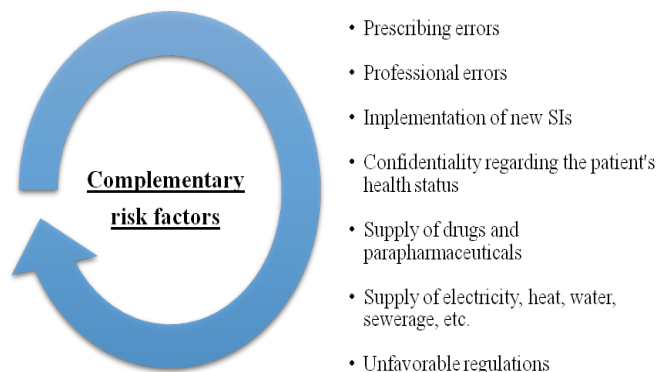 Complementary
risk factors
• Prescribing errors
• Professional errors
• Implementation of new SIs
• Confidentiality regarding the patient's
health status
• Supply of drugs and
parapharmaceuticals
• Supply of electricity, heat, water,
sewerage, etc.
• Unfavorable regulations